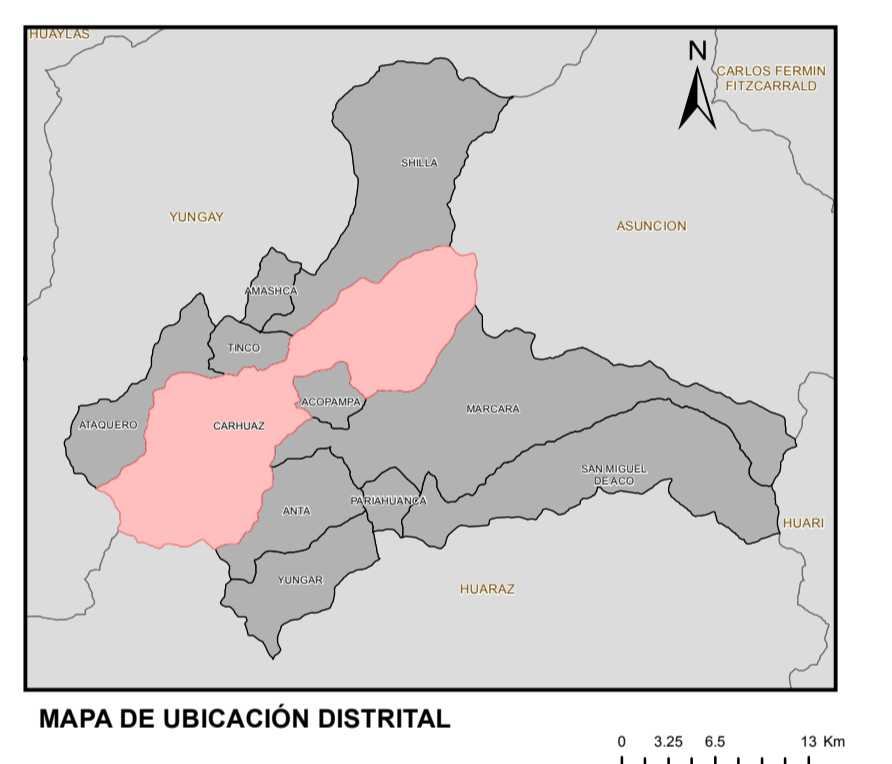 HUAYLAS
N
CARLOS FERMIN
FITZCARRALD
SHILLA
YUNGAY
ASUNCION
AMASHCA
TINCO
ACOPAMPA
MARCARA
ATAQUERO
CARHUAZ
SAN MIGUEL
DE ACO
PARIAHUANCA
ANTA
HUARI
YUNGAR
HUARAZ
MAPA DE UBICACIÓN DISTRITAL
0 3.25 6.5 13 Km